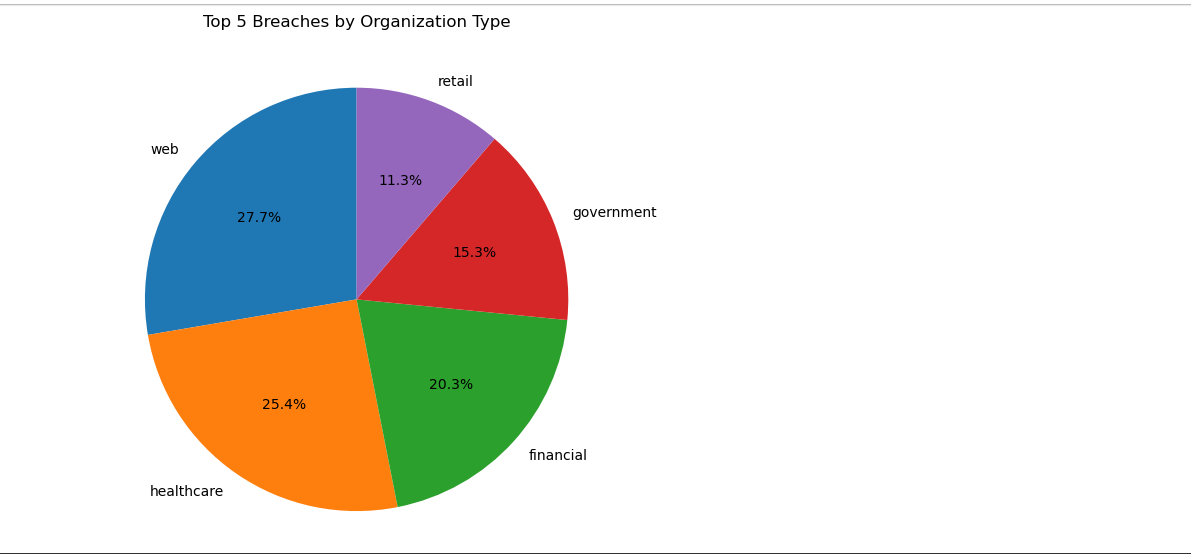 Top 5 Breaches by Organization Type
retail
web
11.3%
government
27.7%
15.3%
20.3%
25.4%
financial
healthcare